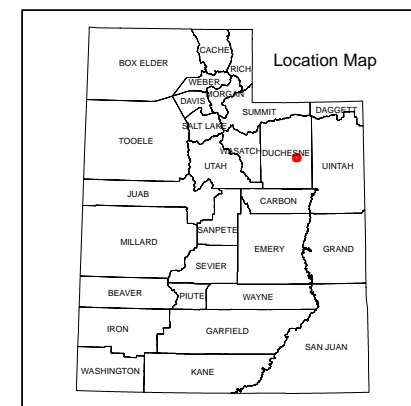 Location Map
BOX ELDER
CACHE
RICH
WEBER
MORGAN
DAVIS
SUMMIT
DAGGETT
SALT LAKE
TOOELE
WASATCH
DUCHESNE
UTAH
UINTAH
JUAB
CARBON
SANPETE
MILLARD
EMERY
GRAND
SEVIER
BEAVER
PIUTE
WAYNE
IRON
GARFIELD
SAN JUAN
WASHINGTON
KANE